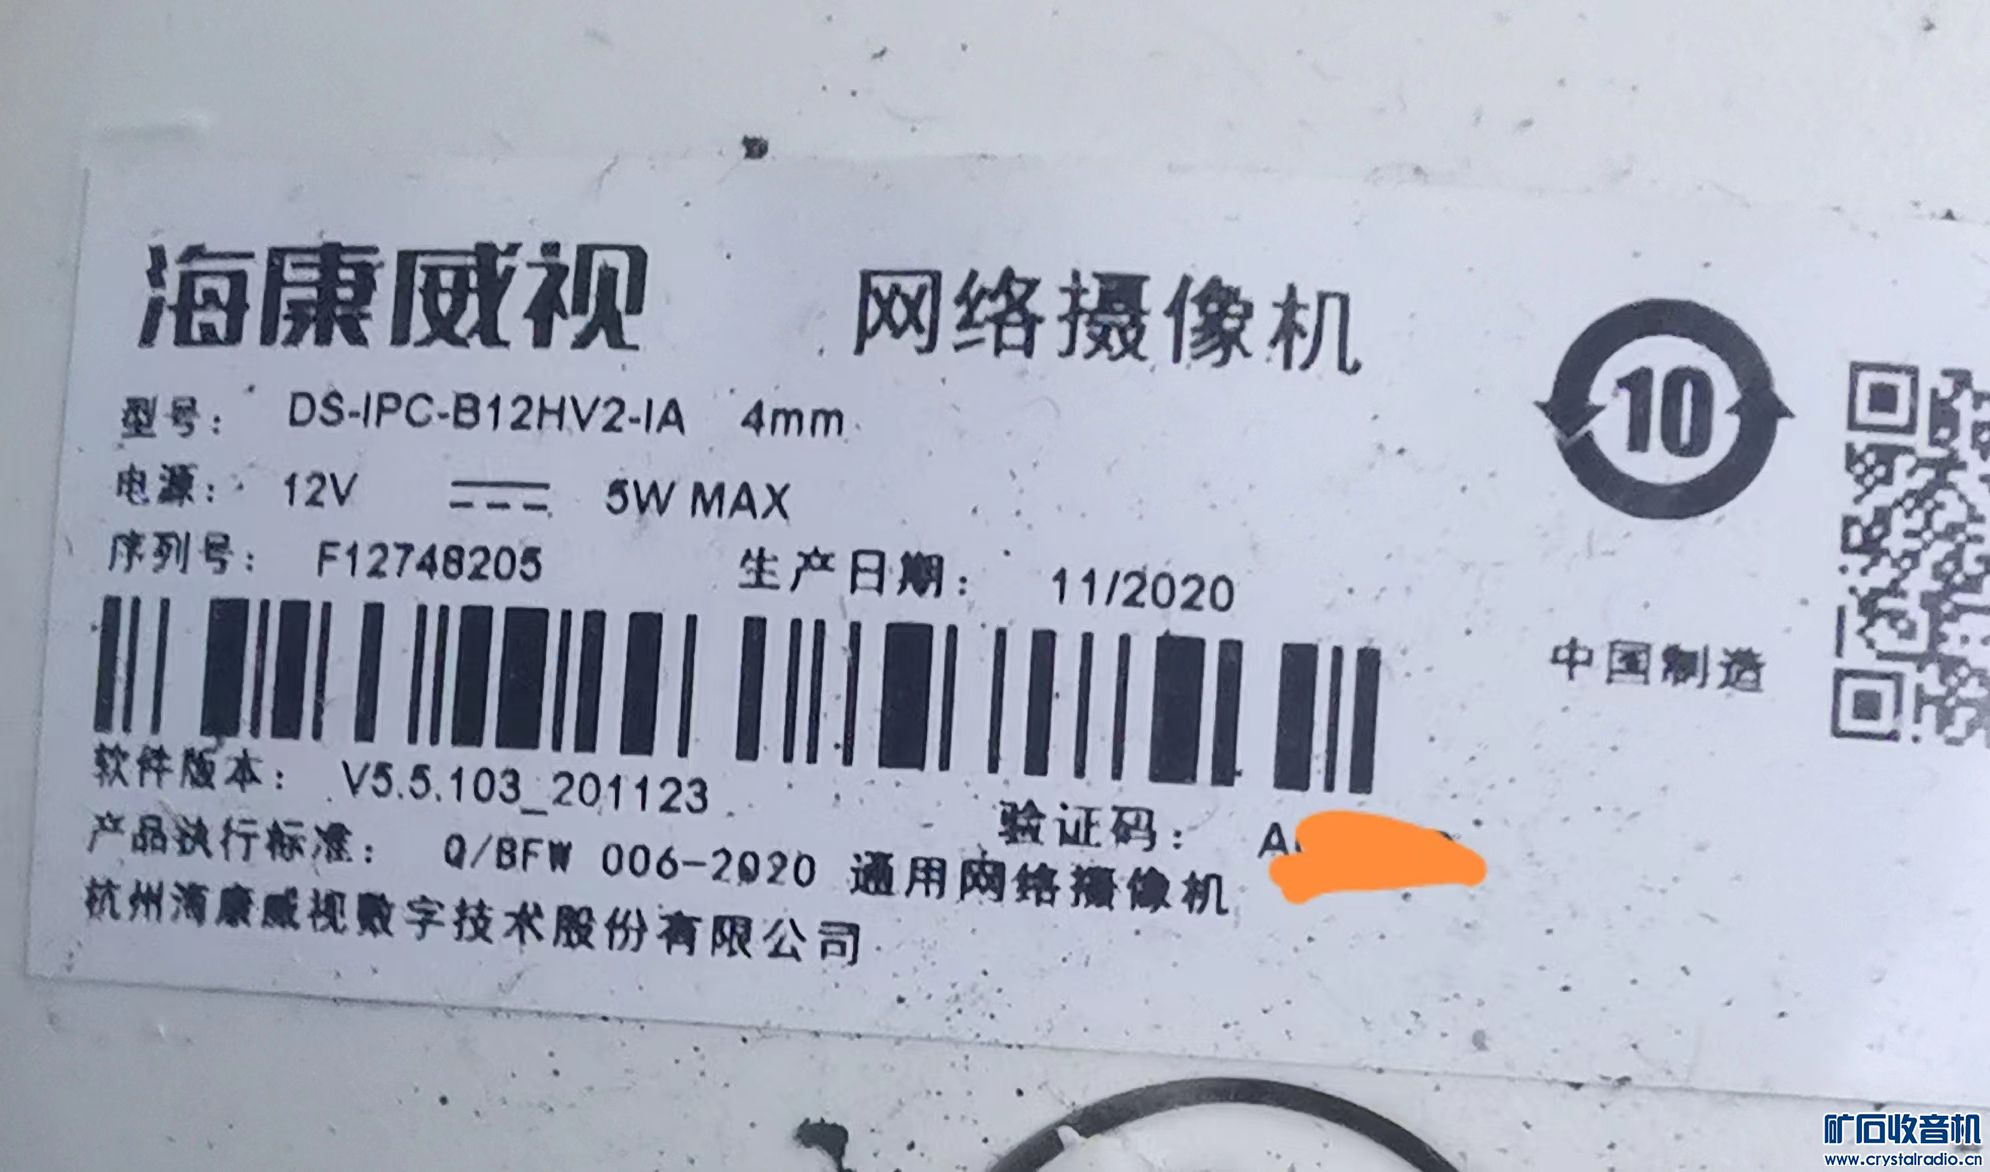 海康威视 网络摄像机
型号: DS-IPC-B12HV2-IA 4mm
电源: 12V 5W MAX
序列号: F12748205 生产日期: 11/2020
10
中国制造
软件版本: V5.5.103_201123 验证码: A
产品执行标准: Q/BFW 006-2020 通用网络摄像机
杭州海康威视数字技术股份有限公司
矿石收音机
www.crystalradio.cn